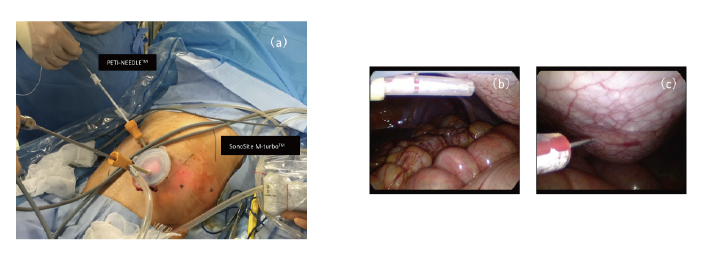 (a)
PETI-NEEDLE™
SonoSite M-turbo™
(b)
(c)